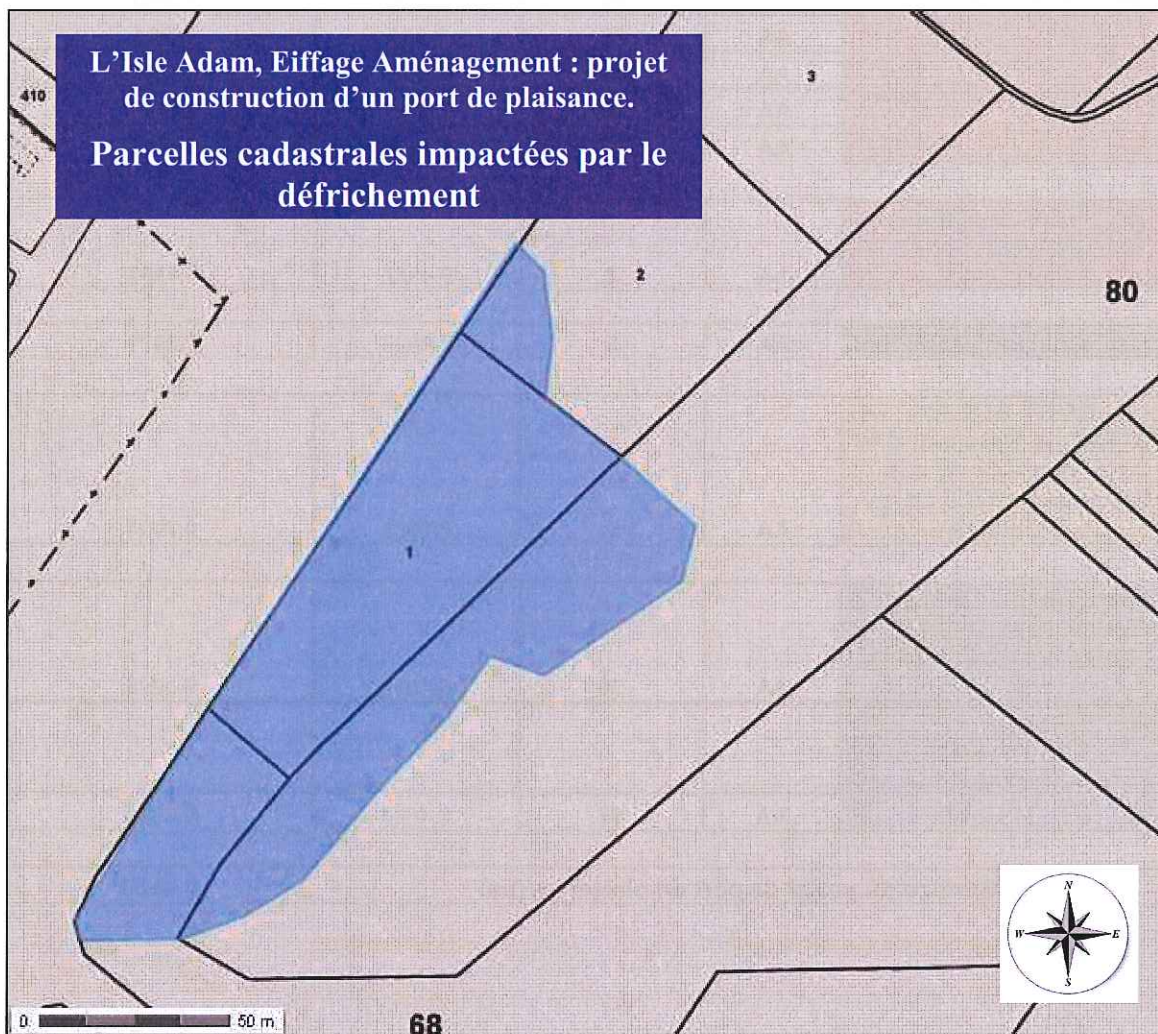 L'Isle Adam, Eiffage Aménagement : projet
de construction d'un port de plaisance.
Parcelles cadastrales impactées par le
défrichement
410
3
2
80
1
N
W
E
S
0
50 m
68